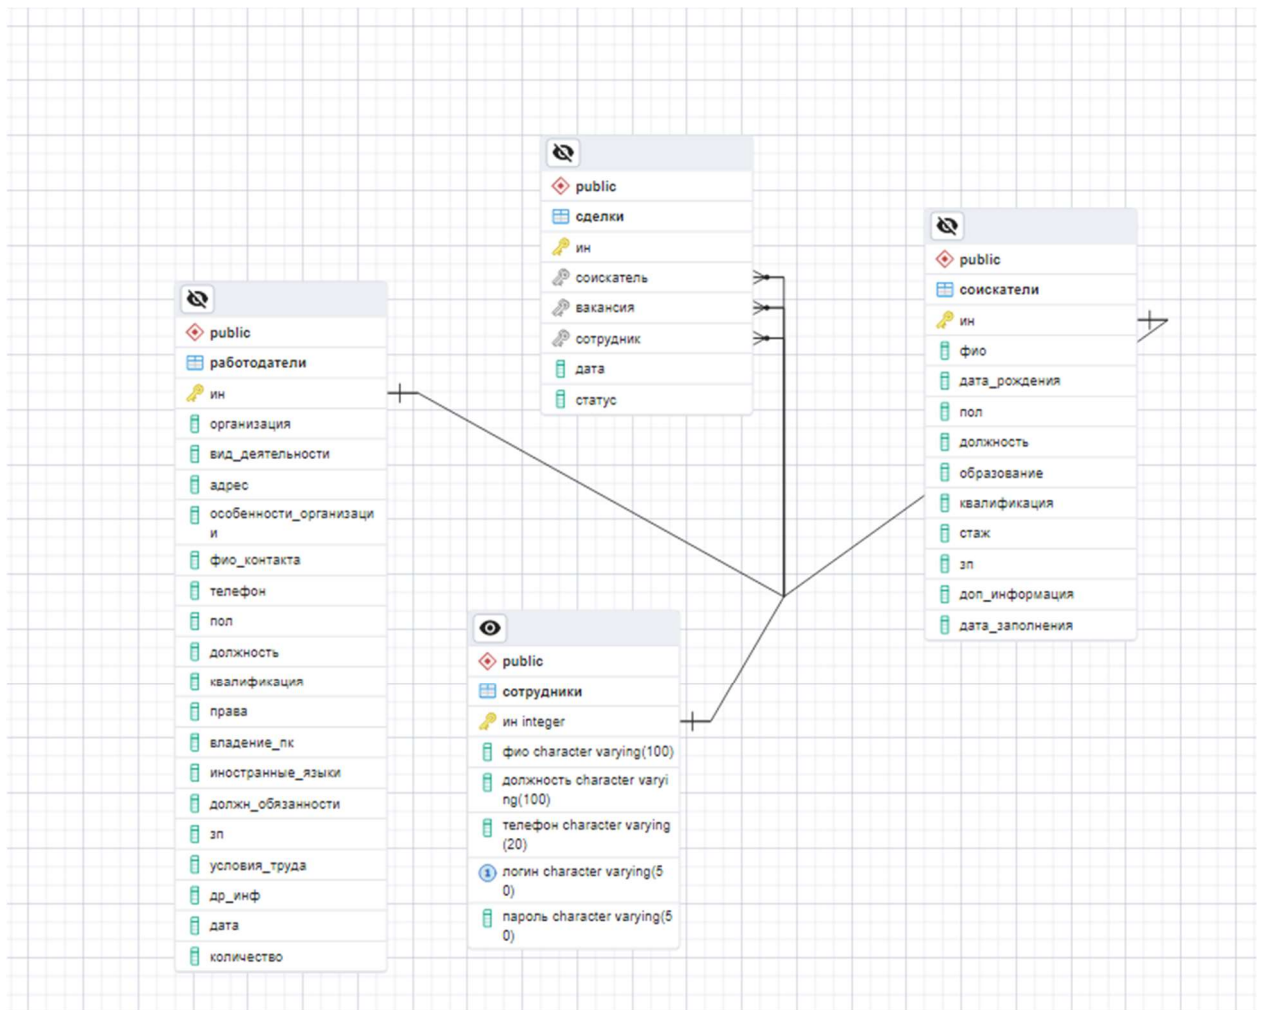 public
сделки
ин
соискатель
вакансия
сотрудник
дата
статус
public
соискатели
ин
фио
дата_рождения
пол
должность
образование
квалификация
стаж
зп
доп_информация
дата_заполнения
public
работодатели
ин
организация
вид_деятельности
адрес
особенности_организаци
и
фио_контакта
телефон
пол
должность
квалификация
права
владение_пк
иностранные_языки
должн_обязанности
зп
условия_труда
др_инф
дата
количество
public
сотрудники
ин integer
фио character varying(100)
должность character varyi
ng(100)
телефон character varying
(20)
1
логин character varying(5
0)
пароль character varying(5
0)